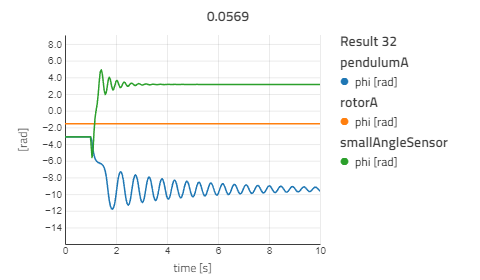 0.0569
8.0
6.0
4.0
2.0
0.0
−2.0
−4.0
−6.0
−8.0
−10
−12
−14
[rad]
0 2 4 6 8 10
time [s]
Result 32
pendulumA
phi [rad]
rotorA
phi [rad]
smallAngleSensor
phi [rad]